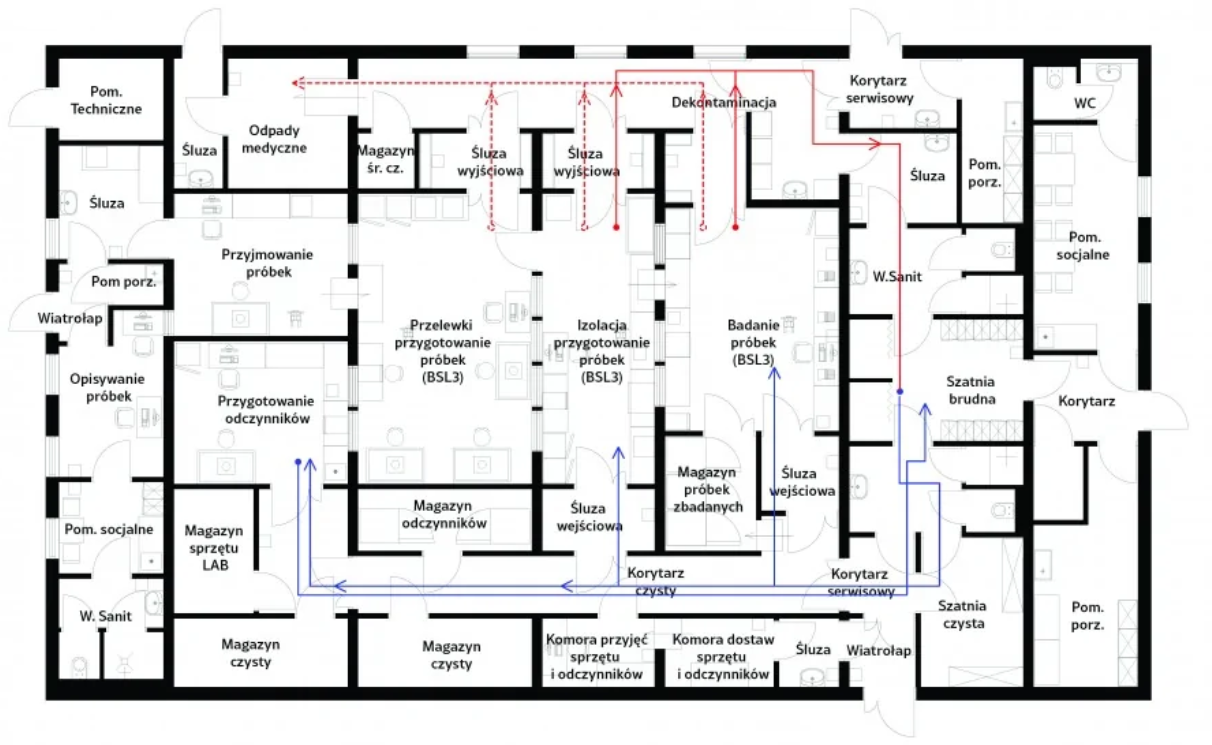 Pom.
Techniczne
Śluza
Odpady
medyczne
Magazyn
śr. cz.
Śluza
wyjściowa
Śluza
wyjściowa
Dekontaminacja
Korytarz
serwisowy
WC
Śluza
Pom.
porz.
Śluza
Przyjmowanie
próbek
Pom porz.
Wiatrołap
W.Sanit
Pom.
socjalne
Przelewki
przygotowanie
próbek
(BSL3)
Izolacja
przygotowanie
próbek
(BSL3)
Badanie
próbek
(BSL3)
Opisywanie
próbek
Przygotowanie
odczynników
Szatnia
brudna
Korytarz
Magazyn
próbek
zbadanych
Śluza
wejściowa
Pom. socjalne
Magazyn
sprzętu
LAB
Magazyn
odczynników
Śluza
wejściowa
Korytarz
czysty
Korytarz
serwisowy
W. Sanit
Szatnia
czysta
Pom.
porz.
Magazyn
czysty
Magazyn
czysty
Komora przyjęć
sprzętu
i odczynników
Komora dostaw
sprzętu
i odczynników
Śluza
Wiatrołap